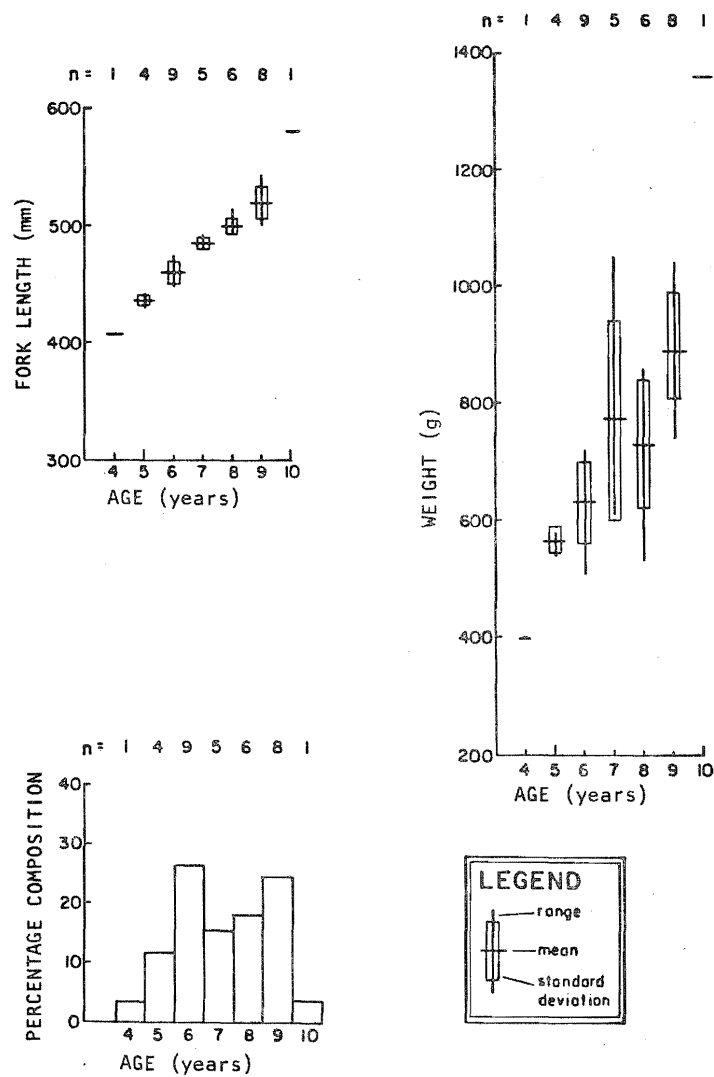 n= 1 4 9 5 6 8 1
600
500
400
300
FORK LENGTH (mm)
4 5 6 7 8 9 10
AGE (years)
n= 1 4 9 5 6 8 1
1400
1200
1000
800
600
400
200
WEIGHT (g)
4 5 6 7 8 9 10
AGE (years)
n= 1 4 9 5 6 8 1
40
30
20
10
0
PERCENTAGE COMPOSITION
4 5 6 7 8 9 10
AGE (years)
LEGEND
range
mean
standard
deviation